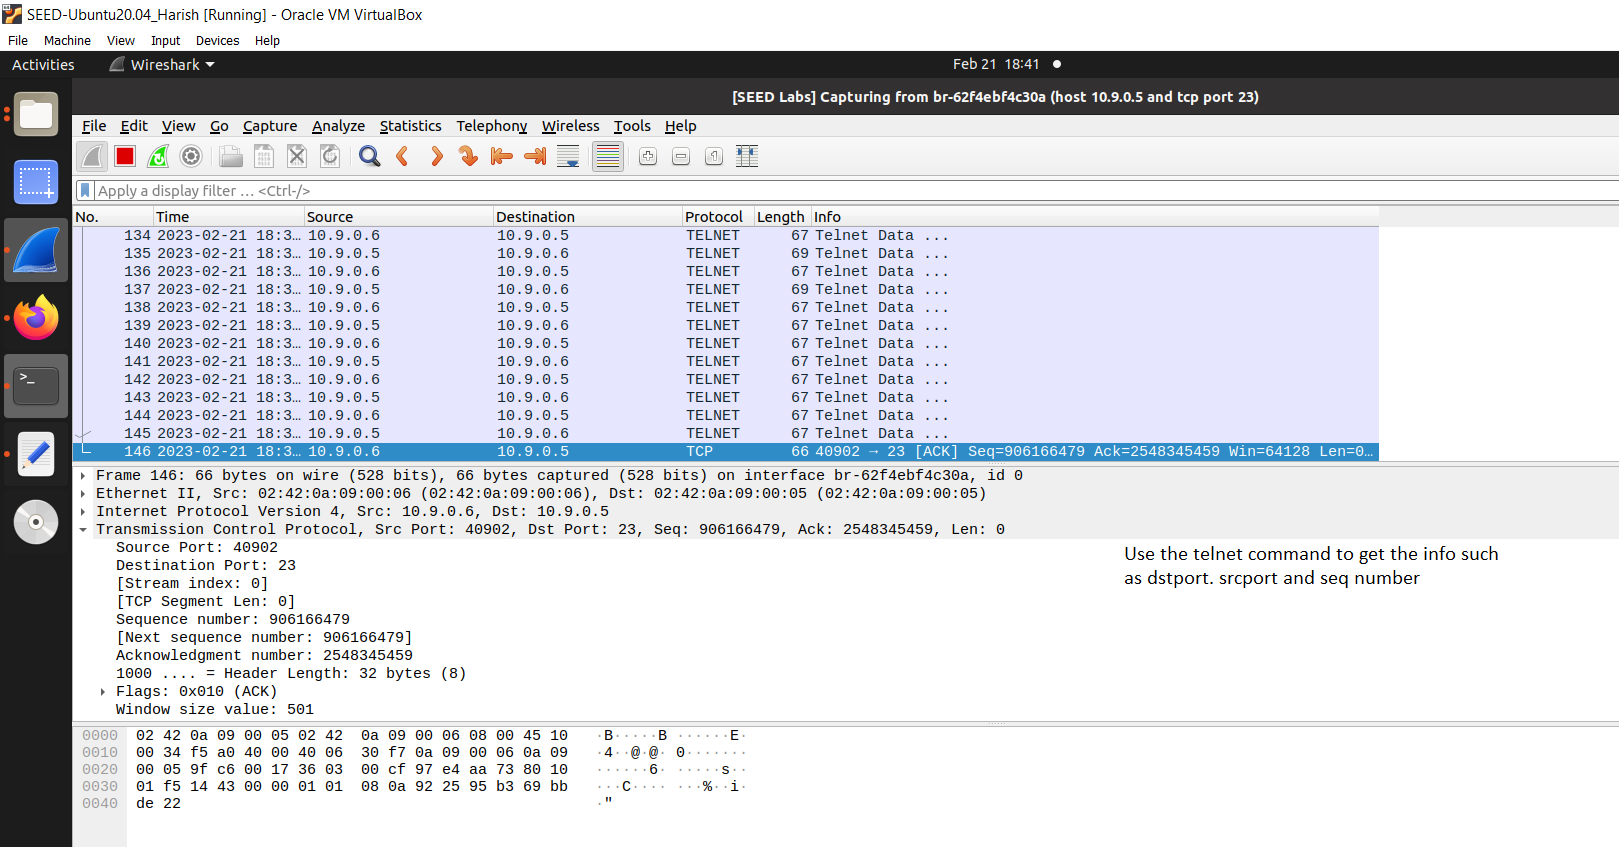 SEED-Ubuntu20.04_Harish [Running] - Oracle VM VirtualBox
File Machine View Input Devices Help
Activities Wireshark Feb 21 18:41
[SEED Labs] Capturing from br-62f4ebf4c30a (host 10.9.0.5 and tcp port 23)
File Edit View Go Capture Analyze Statistics Telephony Wireless Tools Help
Apply a display filter ... <Ctrl-/>
No. Time Source Destination Protocol Length Info
134 2023-02-21 18:3… 10.9.0.6 10.9.0.5 TELNET 67 Telnet Data ...
135 2023-02-21 18:3… 10.9.0.5 10.9.0.6 TELNET 69 Telnet Data ...
136 2023-02-21 18:3… 10.9.0.6 10.9.0.5 TELNET 67 Telnet Data ...
137 2023-02-21 18:3… 10.9.0.5 10.9.0.6 TELNET 69 Telnet Data ...
138 2023-02-21 18:3… 10.9.0.6 10.9.0.5 TELNET 67 Telnet Data ...
139 2023-02-21 18:3… 10.9.0.5 10.9.0.6 TELNET 67 Telnet Data ...
140 2023-02-21 18:3… 10.9.0.6 10.9.0.5 TELNET 67 Telnet Data ...
141 2023-02-21 18:3… 10.9.0.5 10.9.0.6 TELNET 67 Telnet Data ...
142 2023-02-21 18:3… 10.9.0.6 10.9.0.5 TELNET 67 Telnet Data ...
143 2023-02-21 18:3… 10.9.0.5 10.9.0.6 TELNET 67 Telnet Data ...
144 2023-02-21 18:3… 10.9.0.6 10.9.0.5 TELNET 67 Telnet Data ...
145 2023-02-21 18:3… 10.9.0.5 10.9.0.6 TELNET 67 Telnet Data ...
146 2023-02-21 18:3… 10.9.0.6 10.9.0.5 TCP 66 40902 → 23 [ACK] Seq=906166479 Ack=2548345459 Win=64128 Len=0…
Frame 146: 66 bytes on wire (528 bits), 66 bytes captured (528 bits) on interface br-62f4ebf4c30a, id 0
Ethernet II, Src: 02:42:0a:09:00:06 (02:42:0a:09:00:06), Dst: 02:42:0a:09:00:05 (02:42:0a:09:00:05)
Internet Protocol Version 4, Src: 10.9.0.6, Dst: 10.9.0.5
Transmission Control Protocol, Src Port: 40902, Dst Port: 23, Seq: 906166479, Ack: 2548345459, Len: 0
Source Port: 40902
Destination Port: 23
[Stream index: 0]
[TCP Segment Len: 0]
Sequence number: 906166479
[Next sequence number: 906166479]
Acknowledgment number: 2548345459
1000 .... = Header Length: 32 bytes (8)
Flags: 0x010 (ACK)
Window size value: 501
Use the telnet command to get the info such
as dstport. srcport and seq number
0000 02 42 0a 09 00 05 02 42 0a 09 00 06 08 00 45 10 ·B·····B ······E·
0010 00 34 f5 a0 40 00 40 06 30 f7 0a 09 00 06 0a 09 ·4··@·@· 0·······
0020 00 05 9f c6 00 17 36 03 00 cf 97 e4 aa 73 80 10 ······6· ·····s··
0030 01 f5 14 43 00 00 01 01 08 0a 92 25 95 b3 69 bb ···C···· ···%··i·
0040 de 22 ·"